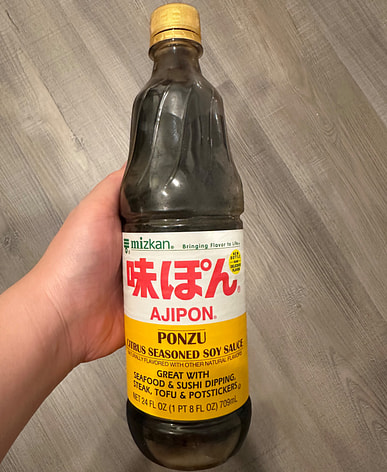 mizkan® Bringing Flavor to Life™
味ぽん®
AJIPON®
PONZU
CITRUS SEASONED SOY SAUCE
NATURALLY FLAVORED WITH OTHER NATURAL FLAVORS
GREAT WITH
SEAFOOD & SUSHI DIPPING,
STEAK, TOFU & POTSTICKERS
NET 24 FL OZ (1 PT 8 FL OZ) 709mL